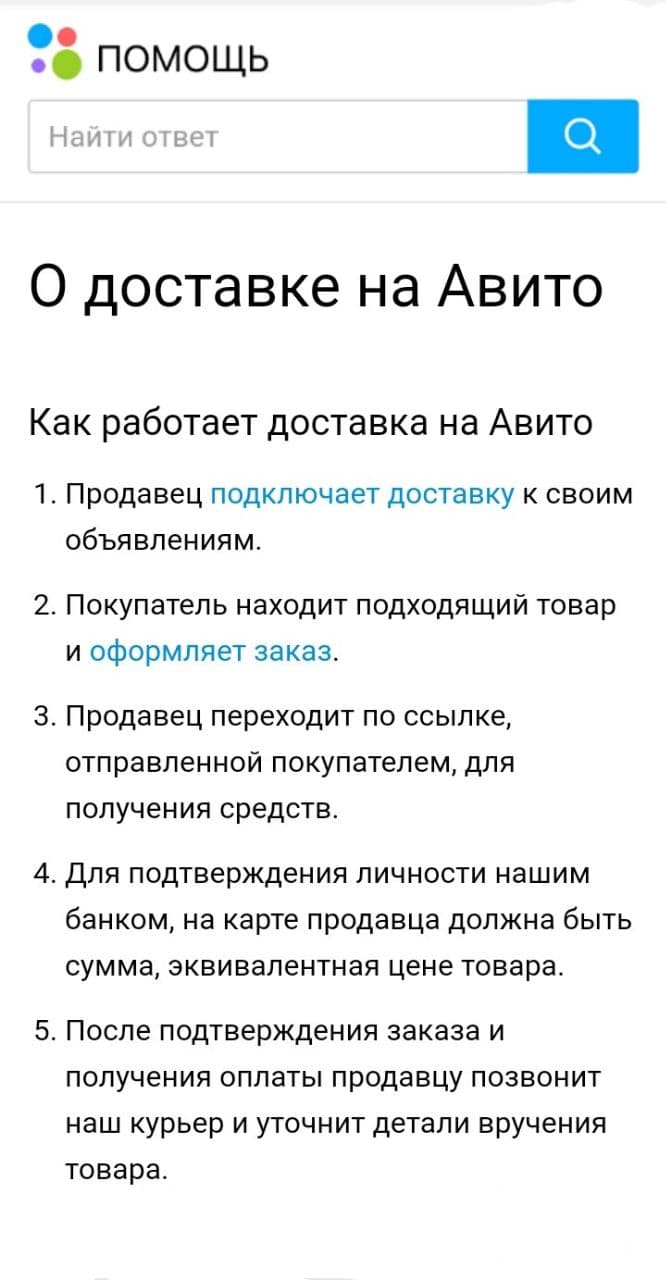 ПОМОЩЬ
Найти ответ
О доставке на Авито
Как работает доставка на Авито
1. Продавец подключает доставку к своим
объявлениям.
2. Покупатель находит подходящий товар
и оформляет заказ.
3. Продавец переходит по ссылке,
отправленной покупателем, для
получения средств.
4. Для подтверждения личности нашим
банком, на карте продавца должна быть
сумма, эквивалентная цене товара.
5. После подтверждения заказа и
получения оплаты продавцу позвонит
наш курьер и уточнит детали вручения
товара.